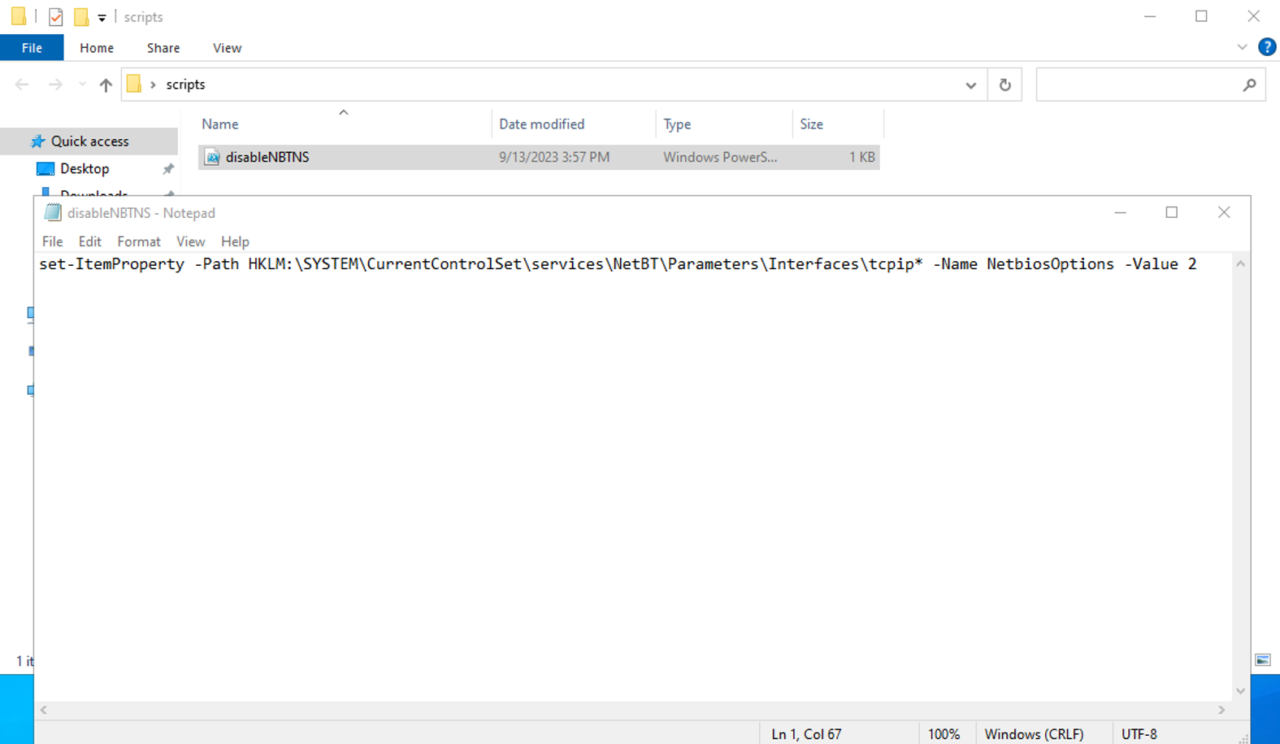 scripts
File Home Share View
?
scripts
Name Date modified Type Size
Quick access
disableNBTNS 9/13/2023 3:57 PM Windows PowerS... 1 KB
Desktop
Downloads
disableNBTNS - Notepad
File Edit Format View Help
set-ItemProperty -Path HKLM:\SYSTEM\CurrentControlSet\services\NetBT\Parameters\Interfaces\tcpip* -Name NetbiosOptions -Value 2
1 it
Ln 1, Col 67 100% Windows (CRLF) UTF-8